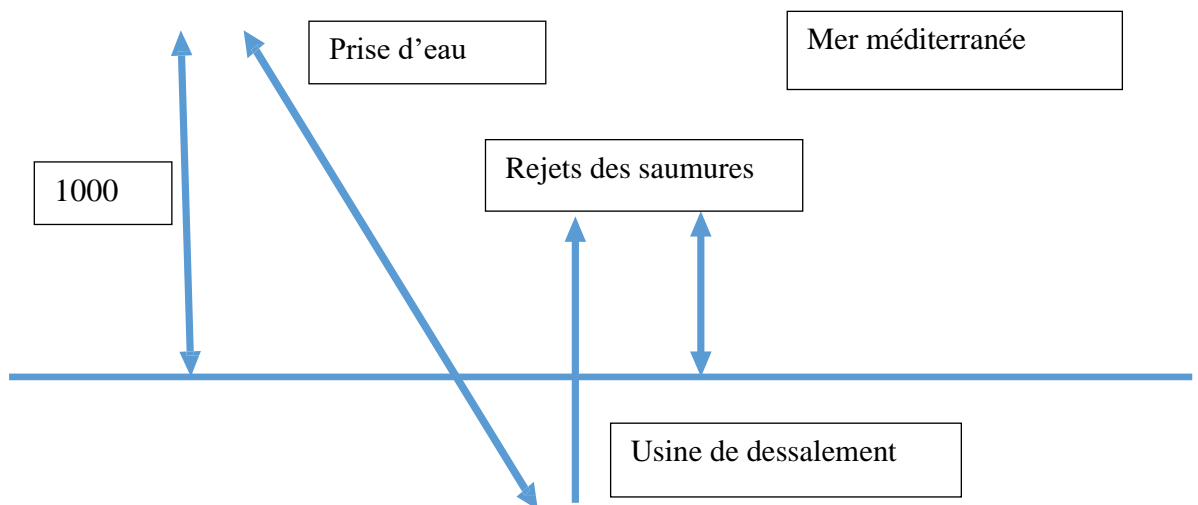 Prise d’eau
Mer méditerranée
1000
Rejets des saumures
Usine de dessalement